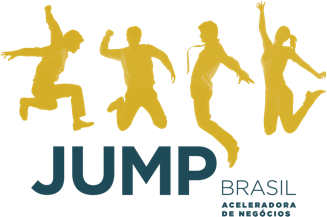 JUMP
BRASIL
ACELERADORA
DE NEGÓCIOS